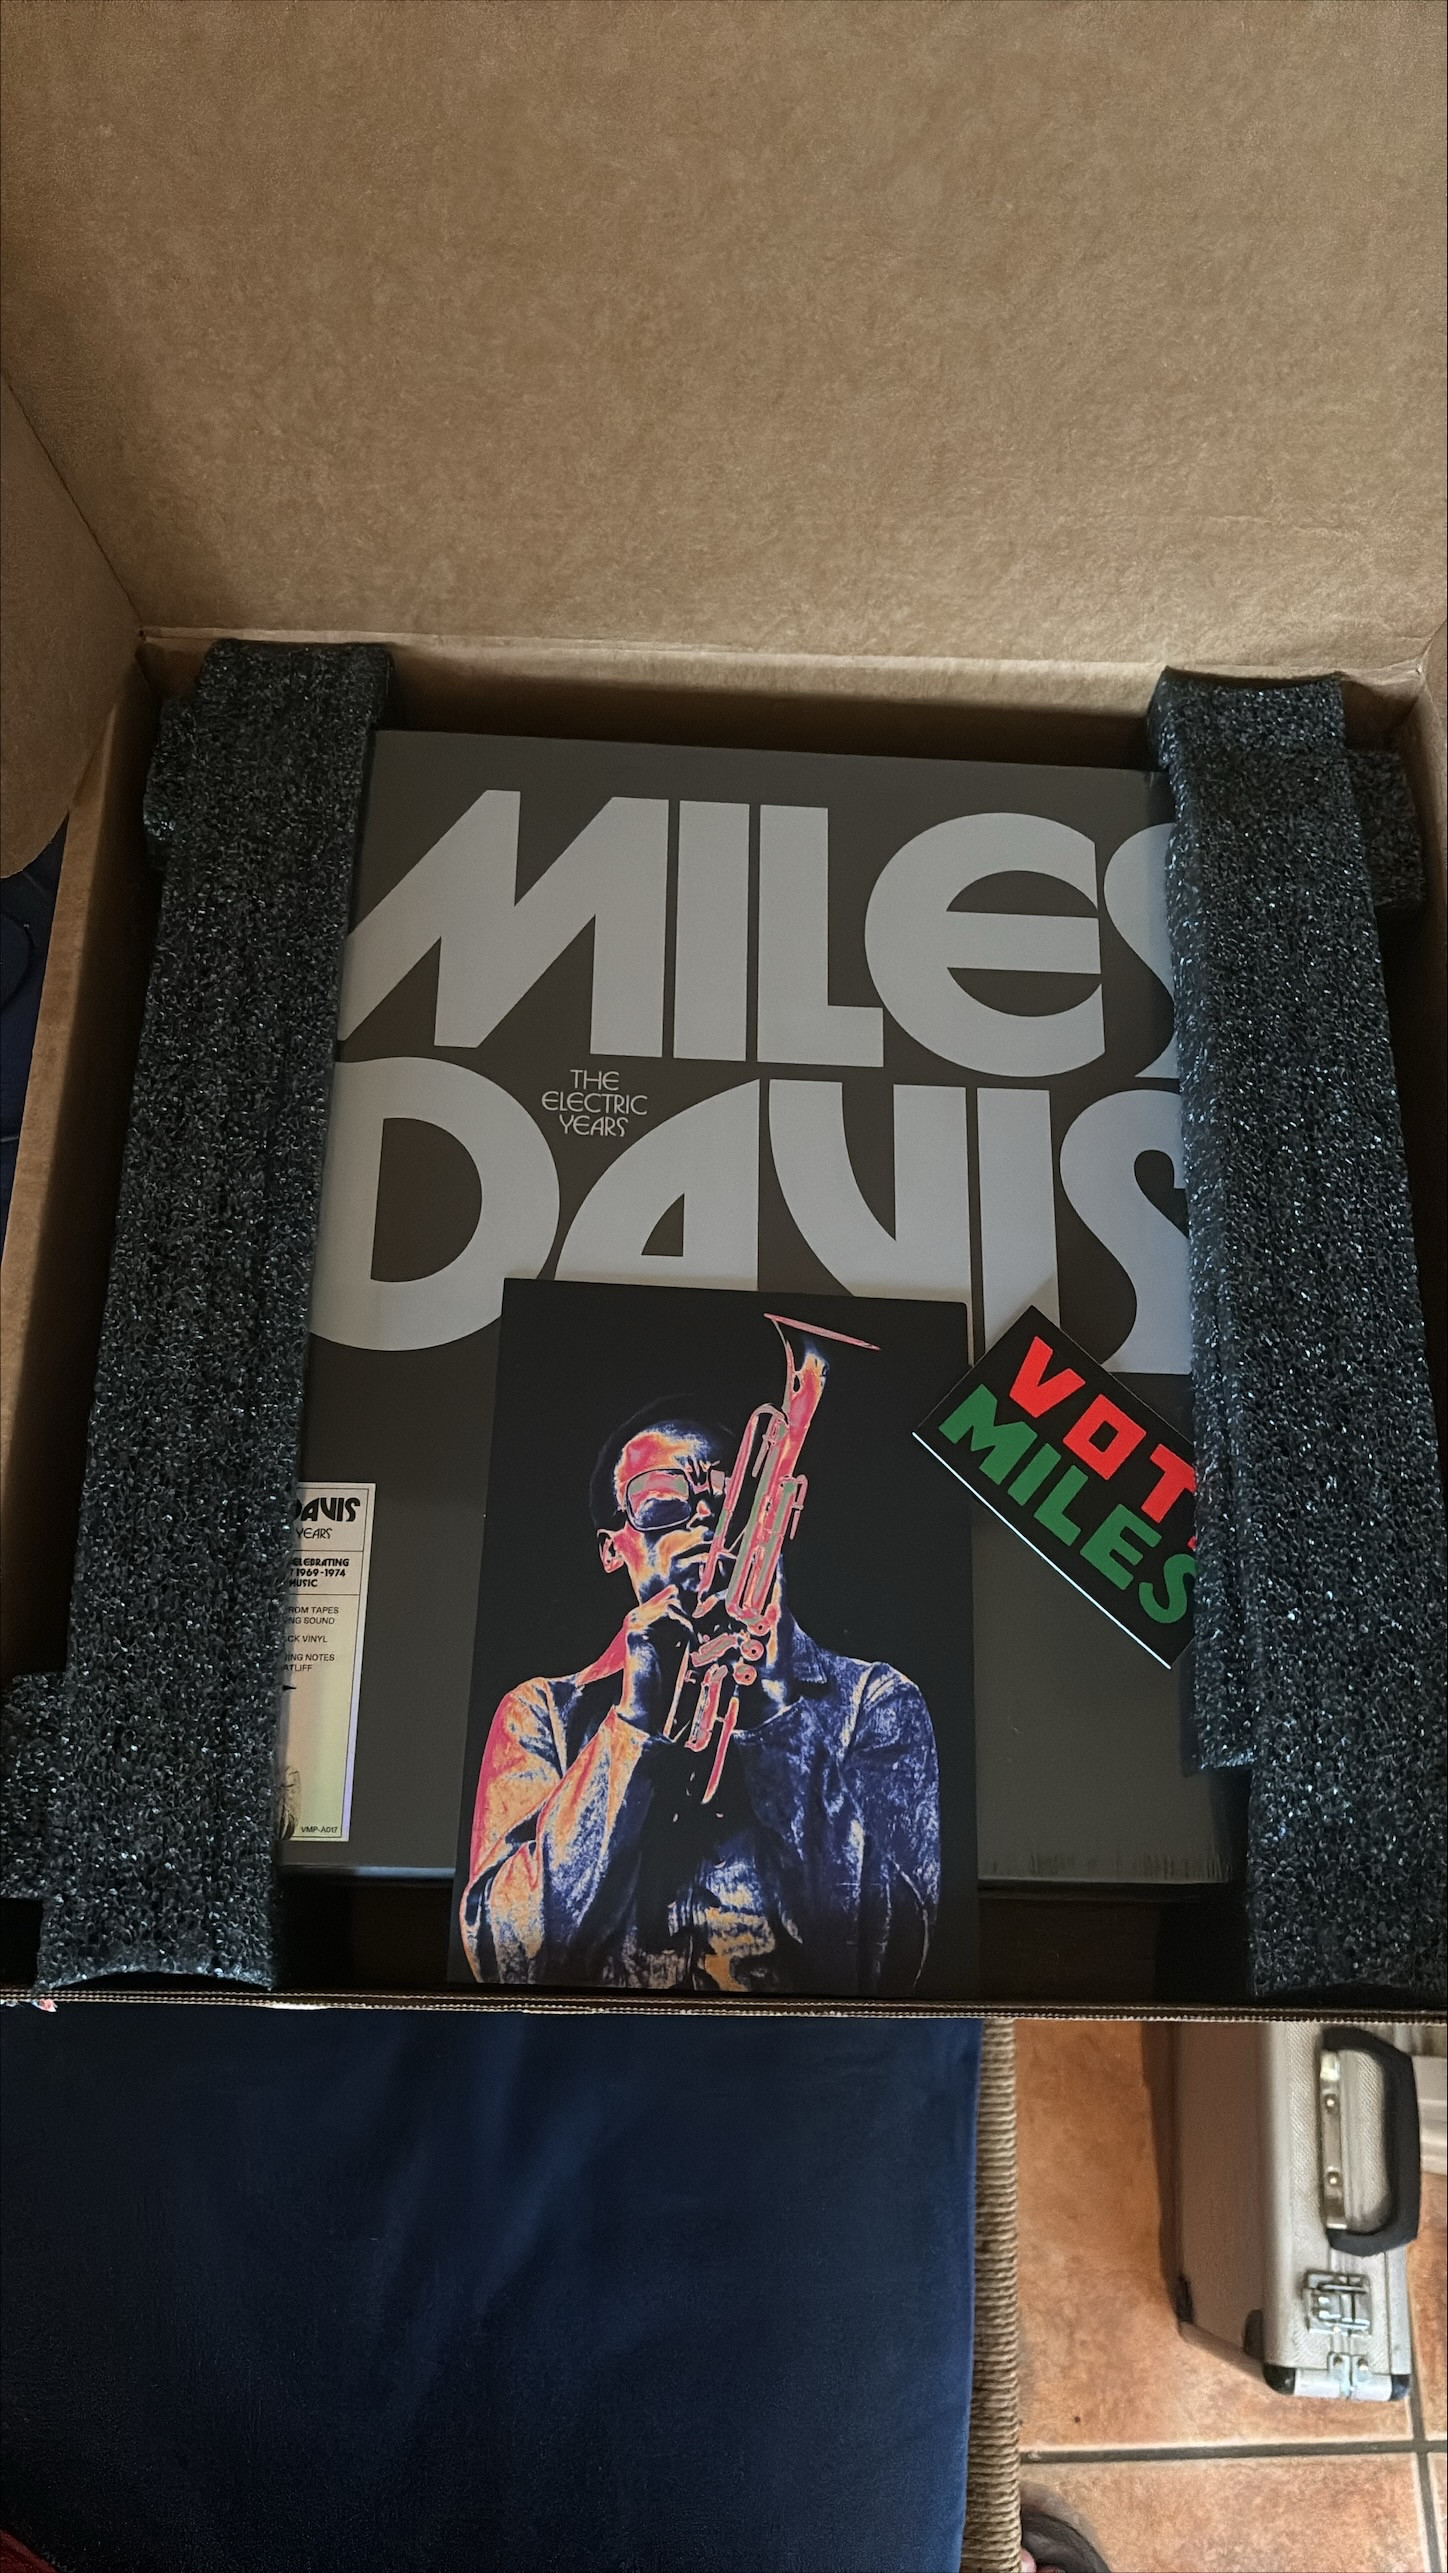 MILES
DAVIS
THE
ELECTRIC
YEARS
VOT
MILES
DAVIS
YEARS
CELEBRATING
1969-1974
MUSIC
FROM TAPES
SOUND
VINYL
NOTES
VMP-A017